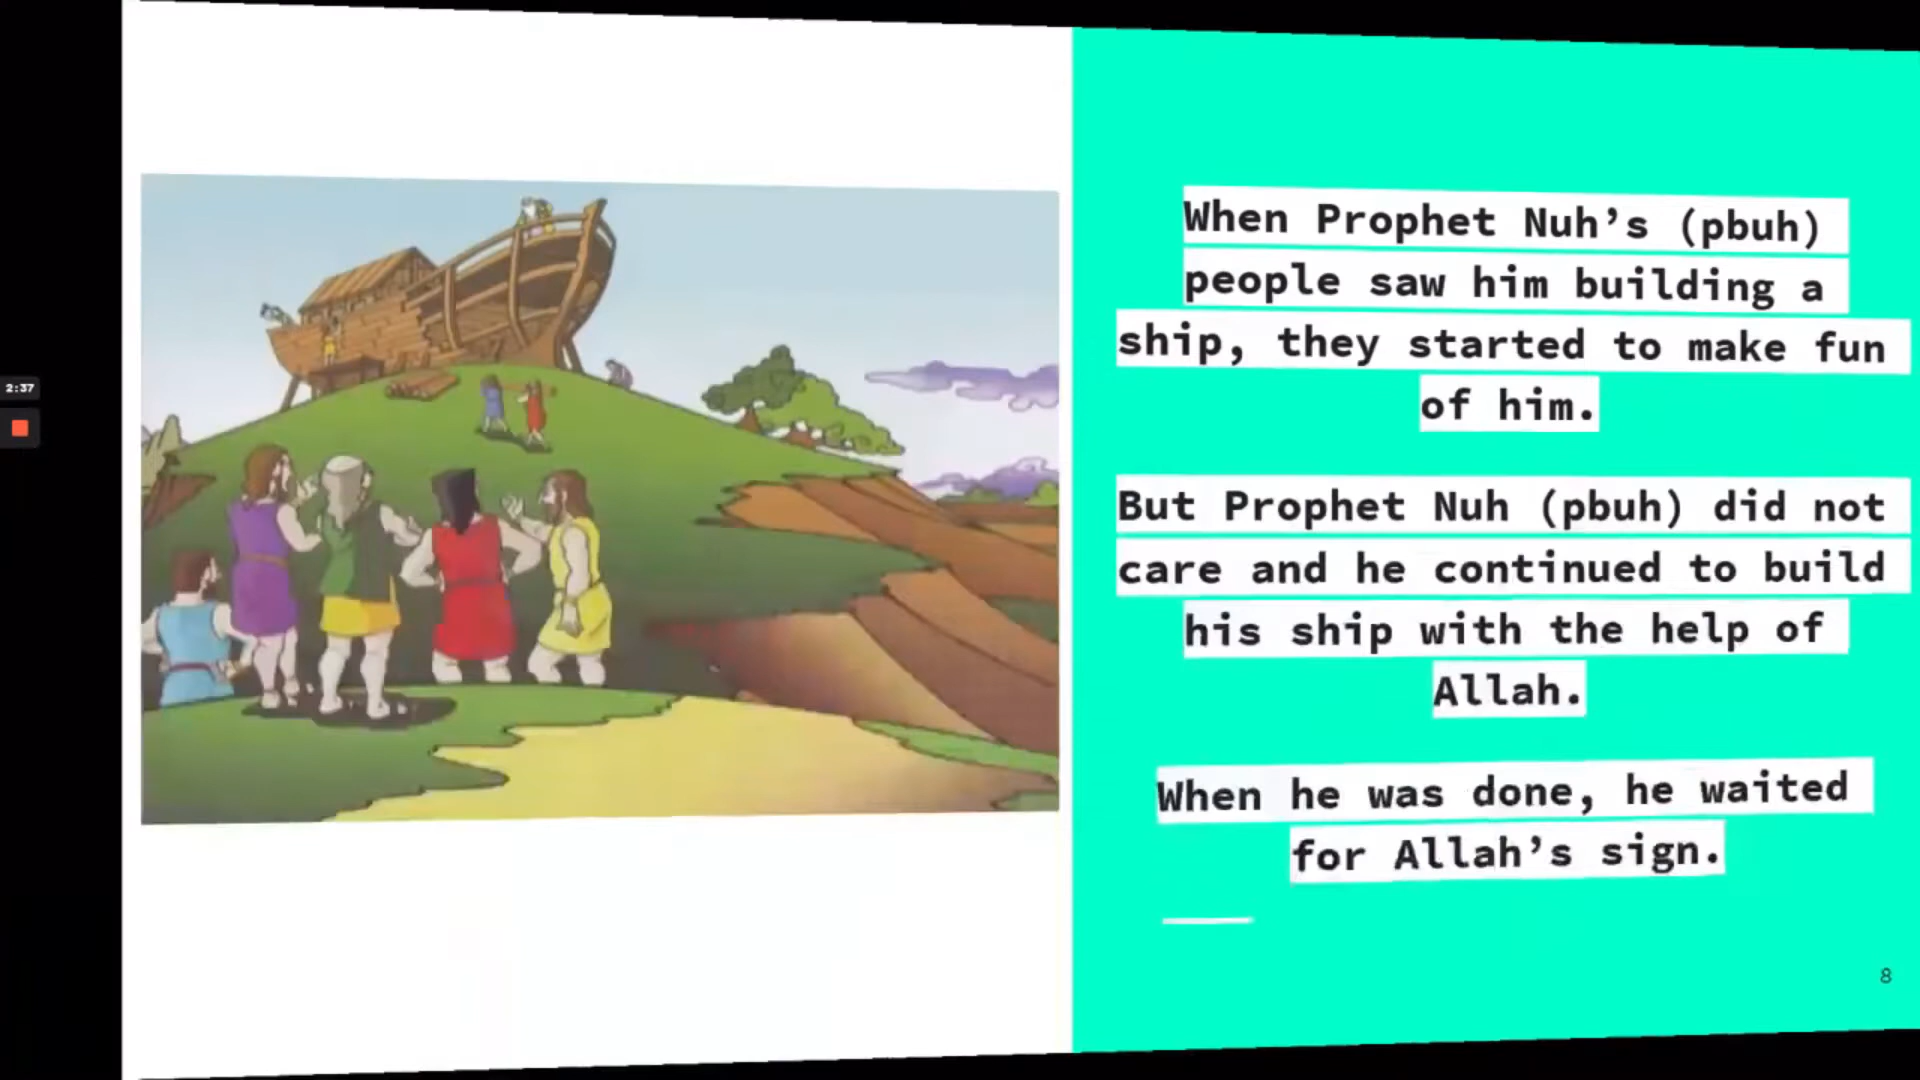 2:37
When Prophet Nuh’s (pbuh)
people saw him building a
ship, they started to make fun
of him.
But Prophet Nuh (pbuh) did not
care and he continued to build
his ship with the help of
Allah.
When he was done, he waited
for Allah’s sign.
8